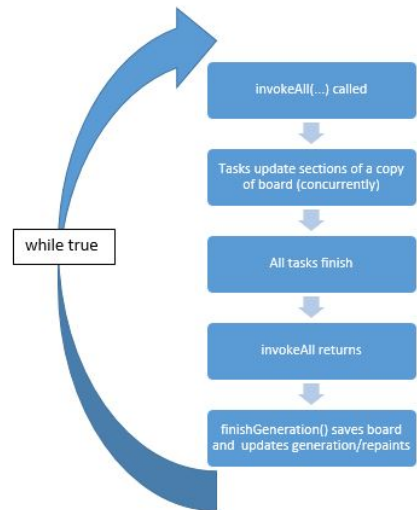 invokeAll(...) called
Tasks update sections of a copy
of board (concurrently)
while true
All tasks finish
invokeAll returns
finishGeneration() saves board
and updates generation/repaints